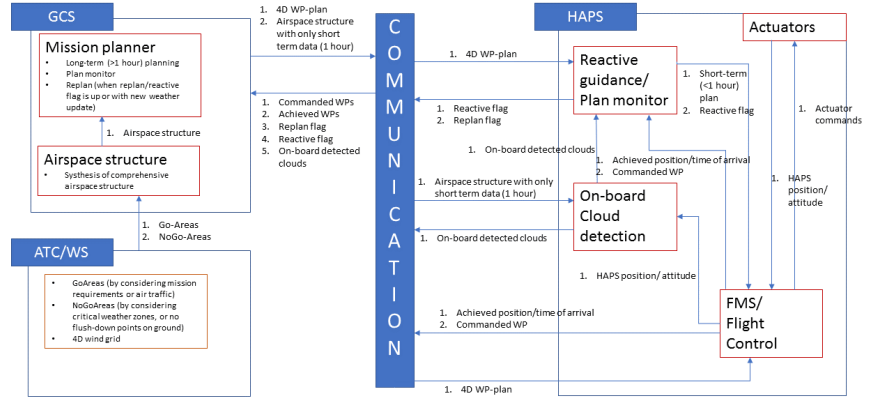 GCS
Mission planner
• Long-term (>1 hour) planning
• Plan monitor
• Replan (when replan/reactive
flag is up or with new weather
update)
1. Airspace structure
Airspace structure
• Systhesis of comprehensive
airspace structure
1. Go-Areas
2. NoGo-Areas
ATC/WS
• GoAreas (by considering mission
requirements or air traffic)
• NoGoAreas (by considering
critical weather zones, or no
flush-down points on ground)
• 4D wind grid
1. 4D WP-plan
2. Airspace structure
with only short
term data (1 hour)
1. Commanded WPs
2. Achieved WPs
3. Replan flag
4. Reactive flag
5. On-board detected
clouds
COMMUNICATION
HAPS
1. 4D WP-plan
1. Reactive flag
2. Replan flag
Reactive
guidance/
Plan monitor
1. Short-term
(<1 hour)
plan
2. Reactive flag
Actuators
1. Actuator
commands
1. HAPS
position/
attitude
1. On-board detected clouds
1. Achieved position/time of arrival
2. Commanded WP
1. Airspace structure with only
short term data (1 hour)
On-board
Cloud
detection
1. On-board detected clouds
1. HAPS position/ attitude
1. Achieved position/time of arrival
2. Commanded WP
FMS/
Flight
Control
1. 4D WP-plan